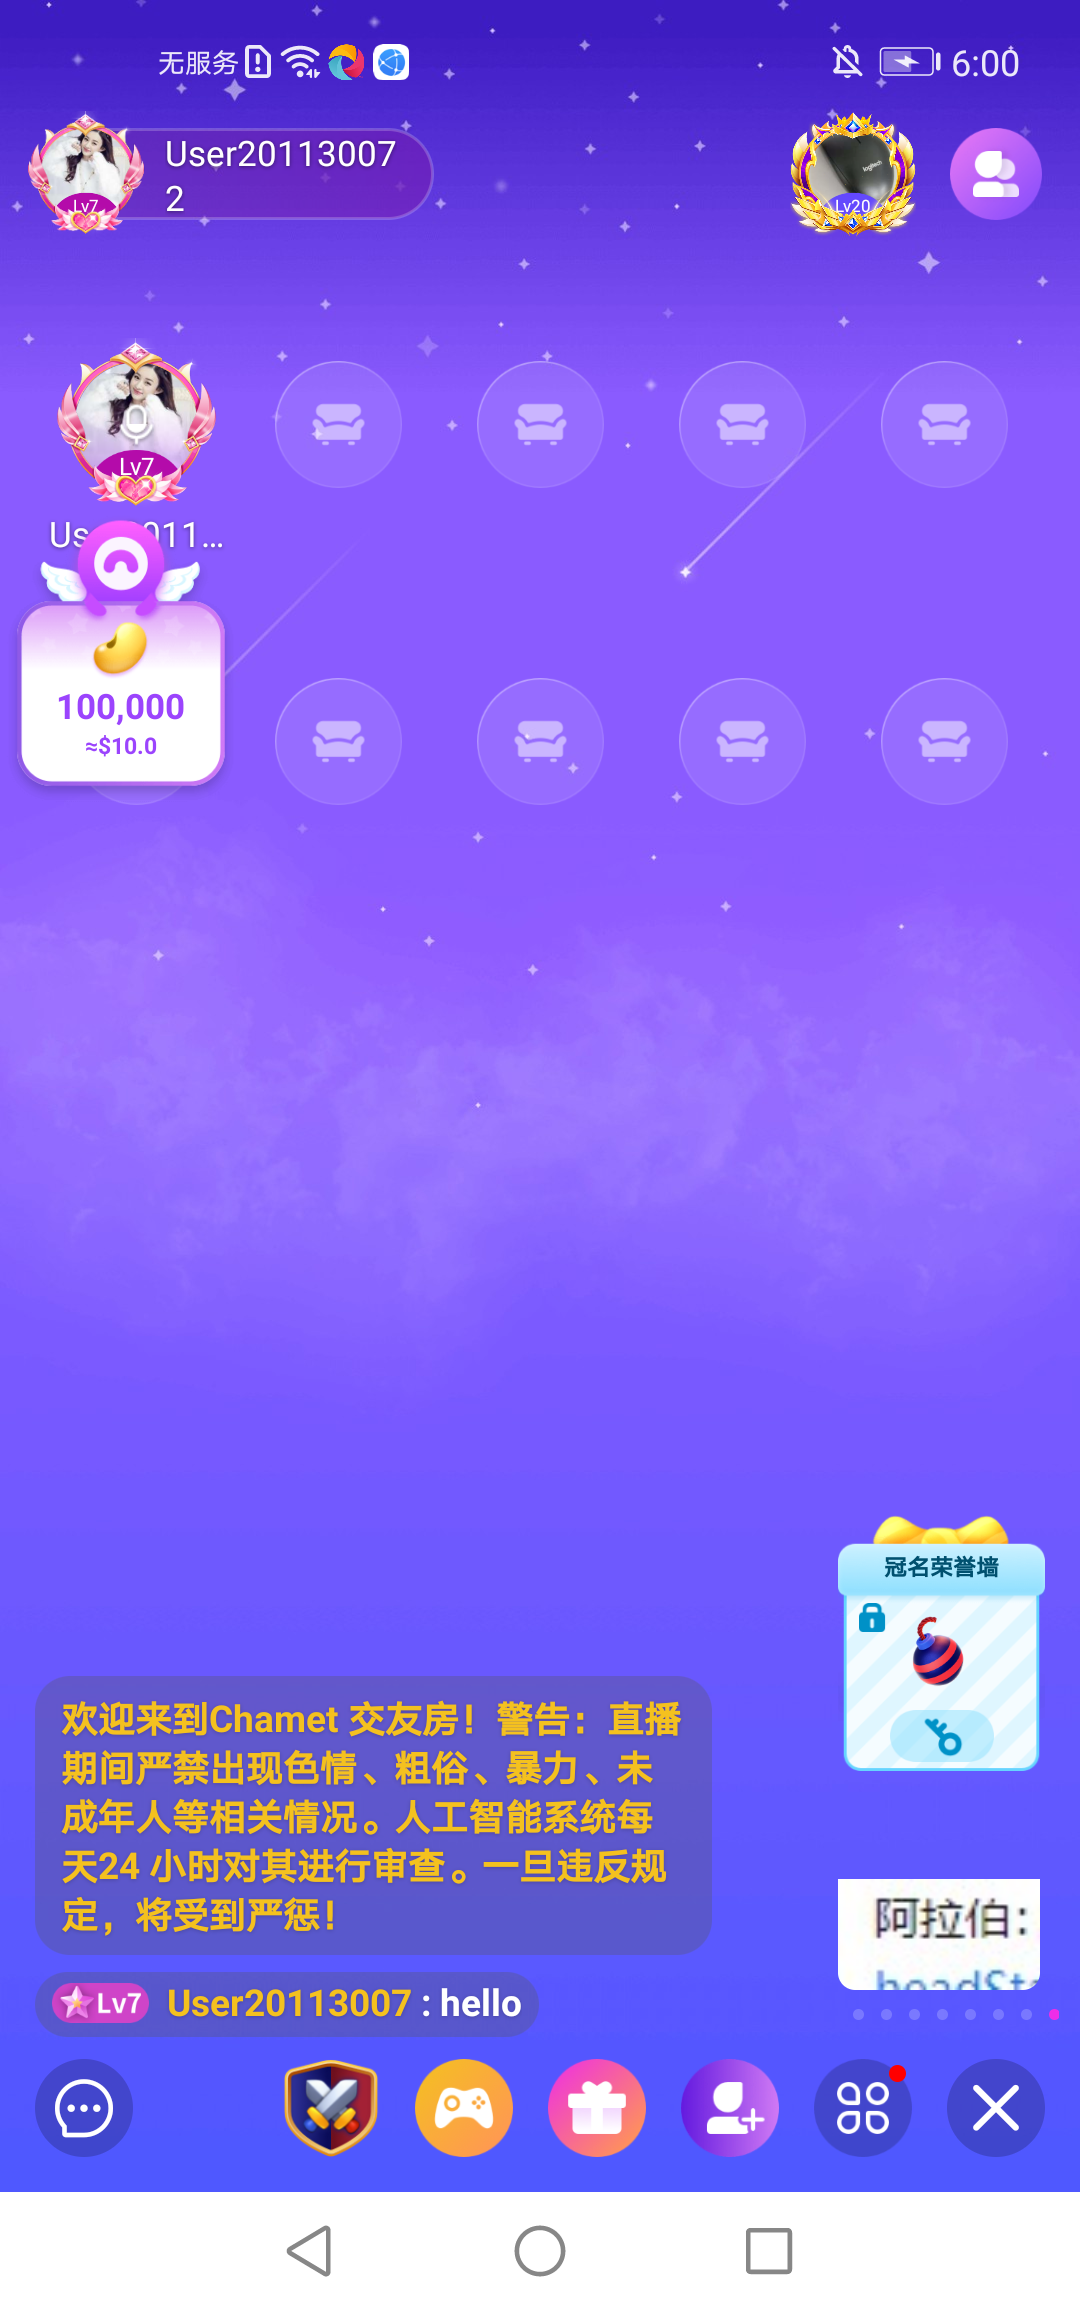 无服务
6:00
User20113007
2
Lv7
Lv20
logitech
Lv7
100,000
≈$10.0
冠名荣誉墙
欢迎来到Chamet 交友房！警告：直播
期间严禁出现色情、粗俗、暴力、未
成年人等相关情况。人工智能系统每
天24 小时对其进行审查。一旦违反规
定，将受到严惩！
阿拉伯：
Lv7 User20113007 : hello